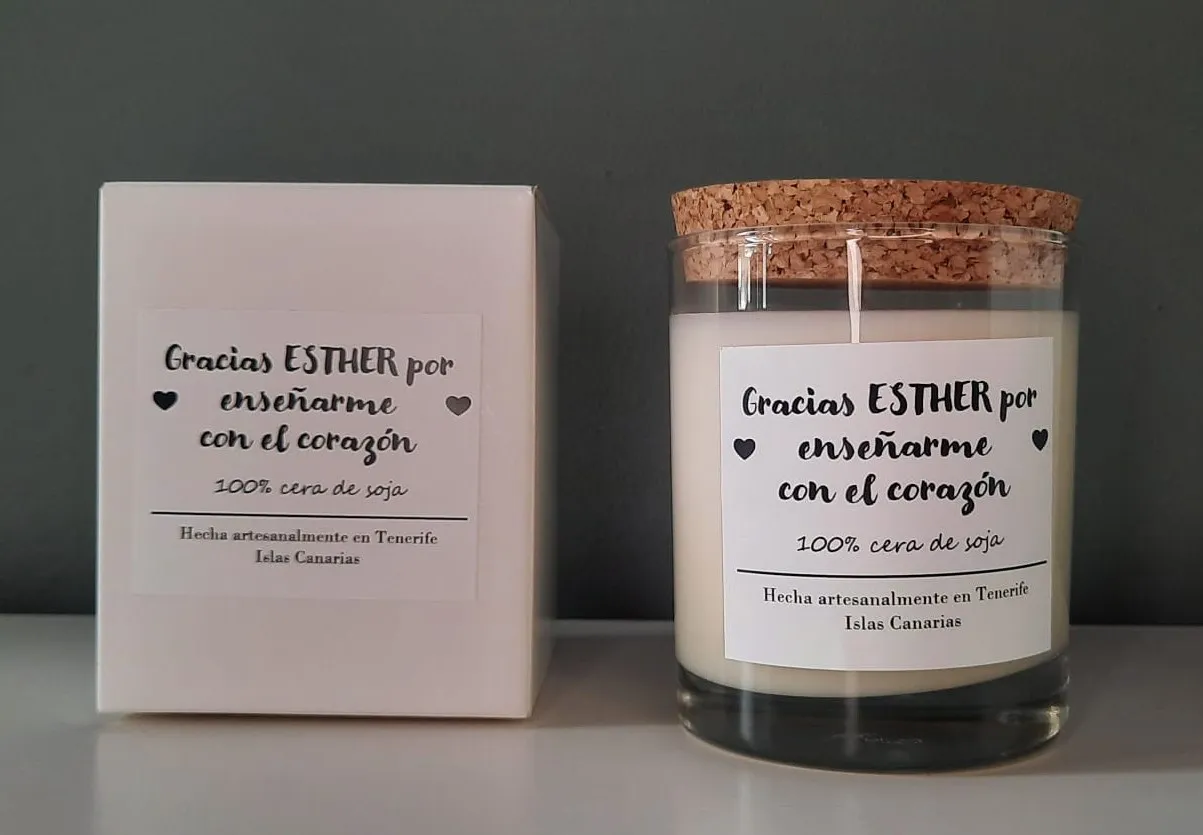 Gracias ESTHER por
enseñarme
con el corazón
100% cera de soja
Hecha artesanalmente en Tenerife
Islas Canarias
Gracias ESTHER por
enseñarme
con el corazón
100% cera de soja
Hecha artesanalmente en Tenerife
Islas Canarias